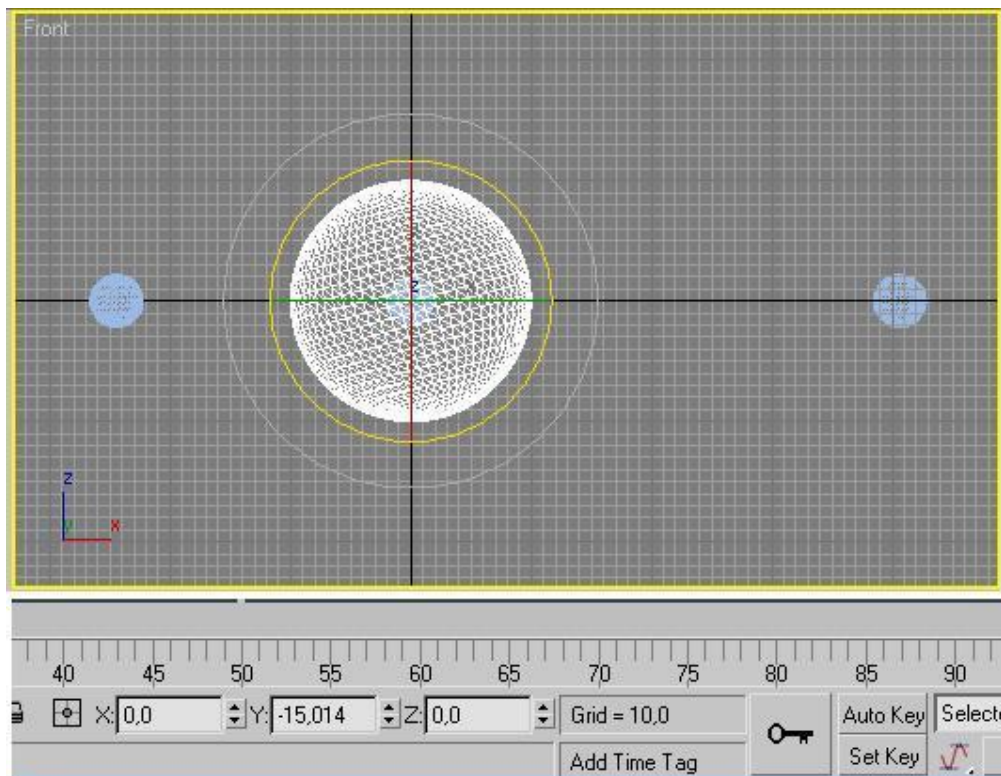 Front
z
z
y x
40 45 50 55 60 65 70 75 80 85 90
X: 0,0 Y: -15,014 Z: 0,0 Grid = 10,0 Auto Key Selecte
Add Time Tag Set Key